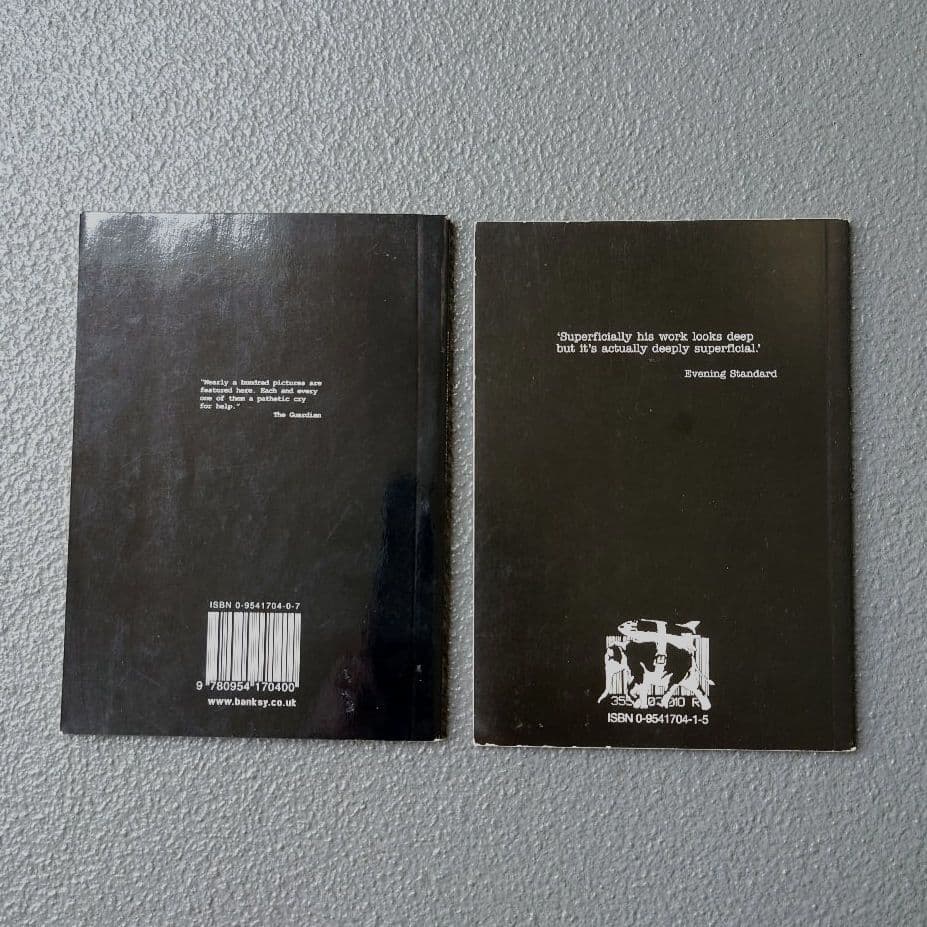 "Nearly a hundred pictures are
featured here. Each and every
one of them a pathetic cry
for help."
The Guardian
ISBN 0-9541704-0-7
9 780954 170400
www.banksy.co.uk
'Superficially his work looks deep
but it's actually deeply superficial.'
Evening Standard
ISBN 0-9541704-1-5